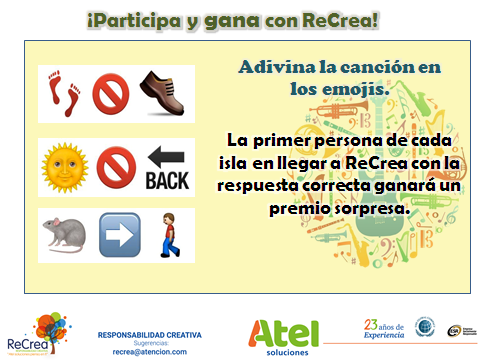 ¡Participa y gana con ReCrea!
Adivina la canción en
los emojis.
La primer persona de cada
isla en llegar a ReCrea con la
respuesta correcta ganará un
premio sorpresa.
BACK
ReCrea
RESPONSABILIDAD CREATIVA
Sugerencias:
recrea@atencion.com
Atel
soluciones
23 años de
Experiencia
ESR